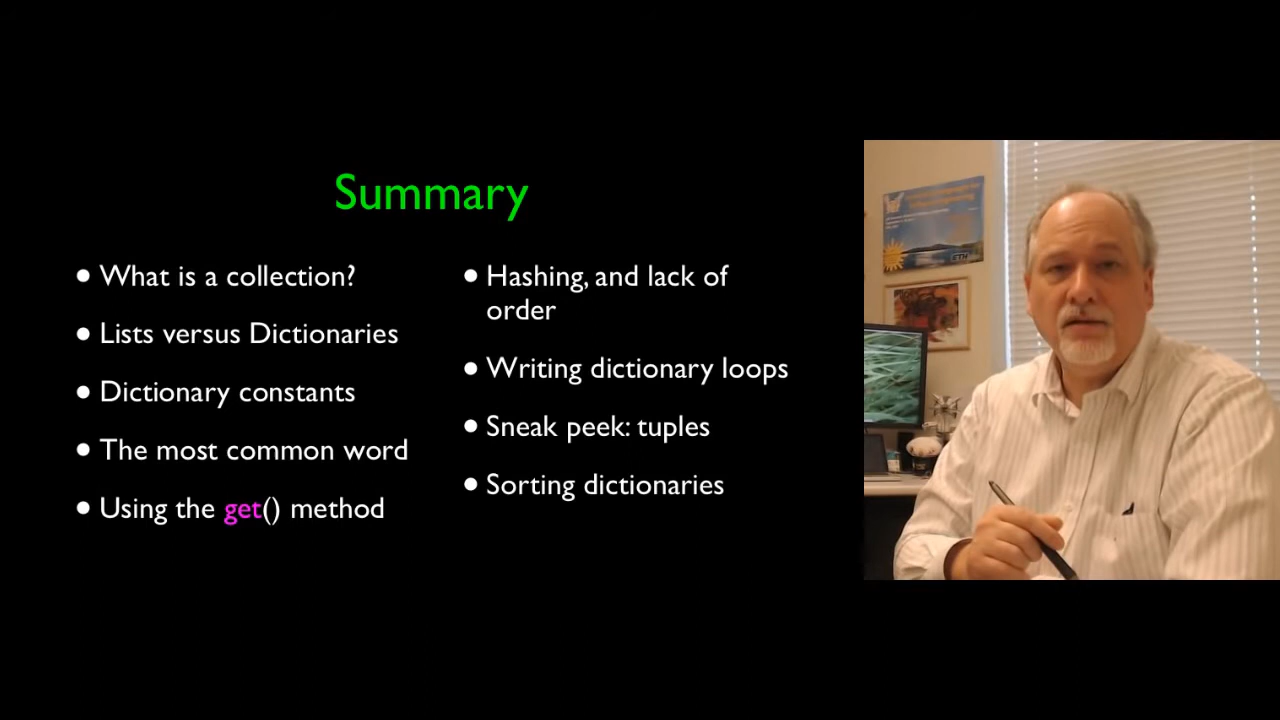 Summary
What is a collection?
Lists versus Dictionaries
Dictionary constants
The most common word
Using the get() method
Hashing, and lack of
order
Writing dictionary loops
Sneak peek: tuples
Sorting dictionaries
ETH